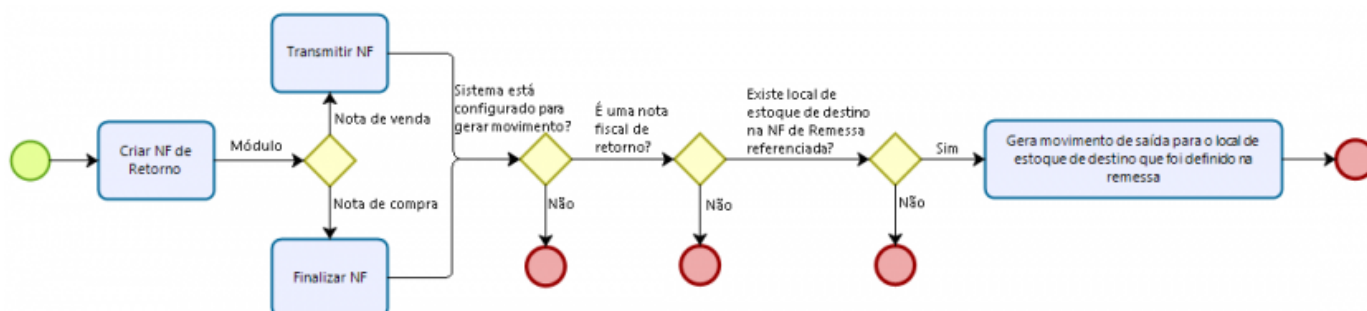 Transmitir NF
Nota de venda
Criar NF de
Retorno
Módulo
Nota de compra
Finalizar NF
Sistema está
configurado para
gerar movimento?
Não
É uma nota
fiscal de
retorno?
Não
Existe local de
estoque de destino
na NF de Remessa
referenciada?
Não
Sim
Gera movimento de saída para o local de
estoque de destino que foi definido na
remessa